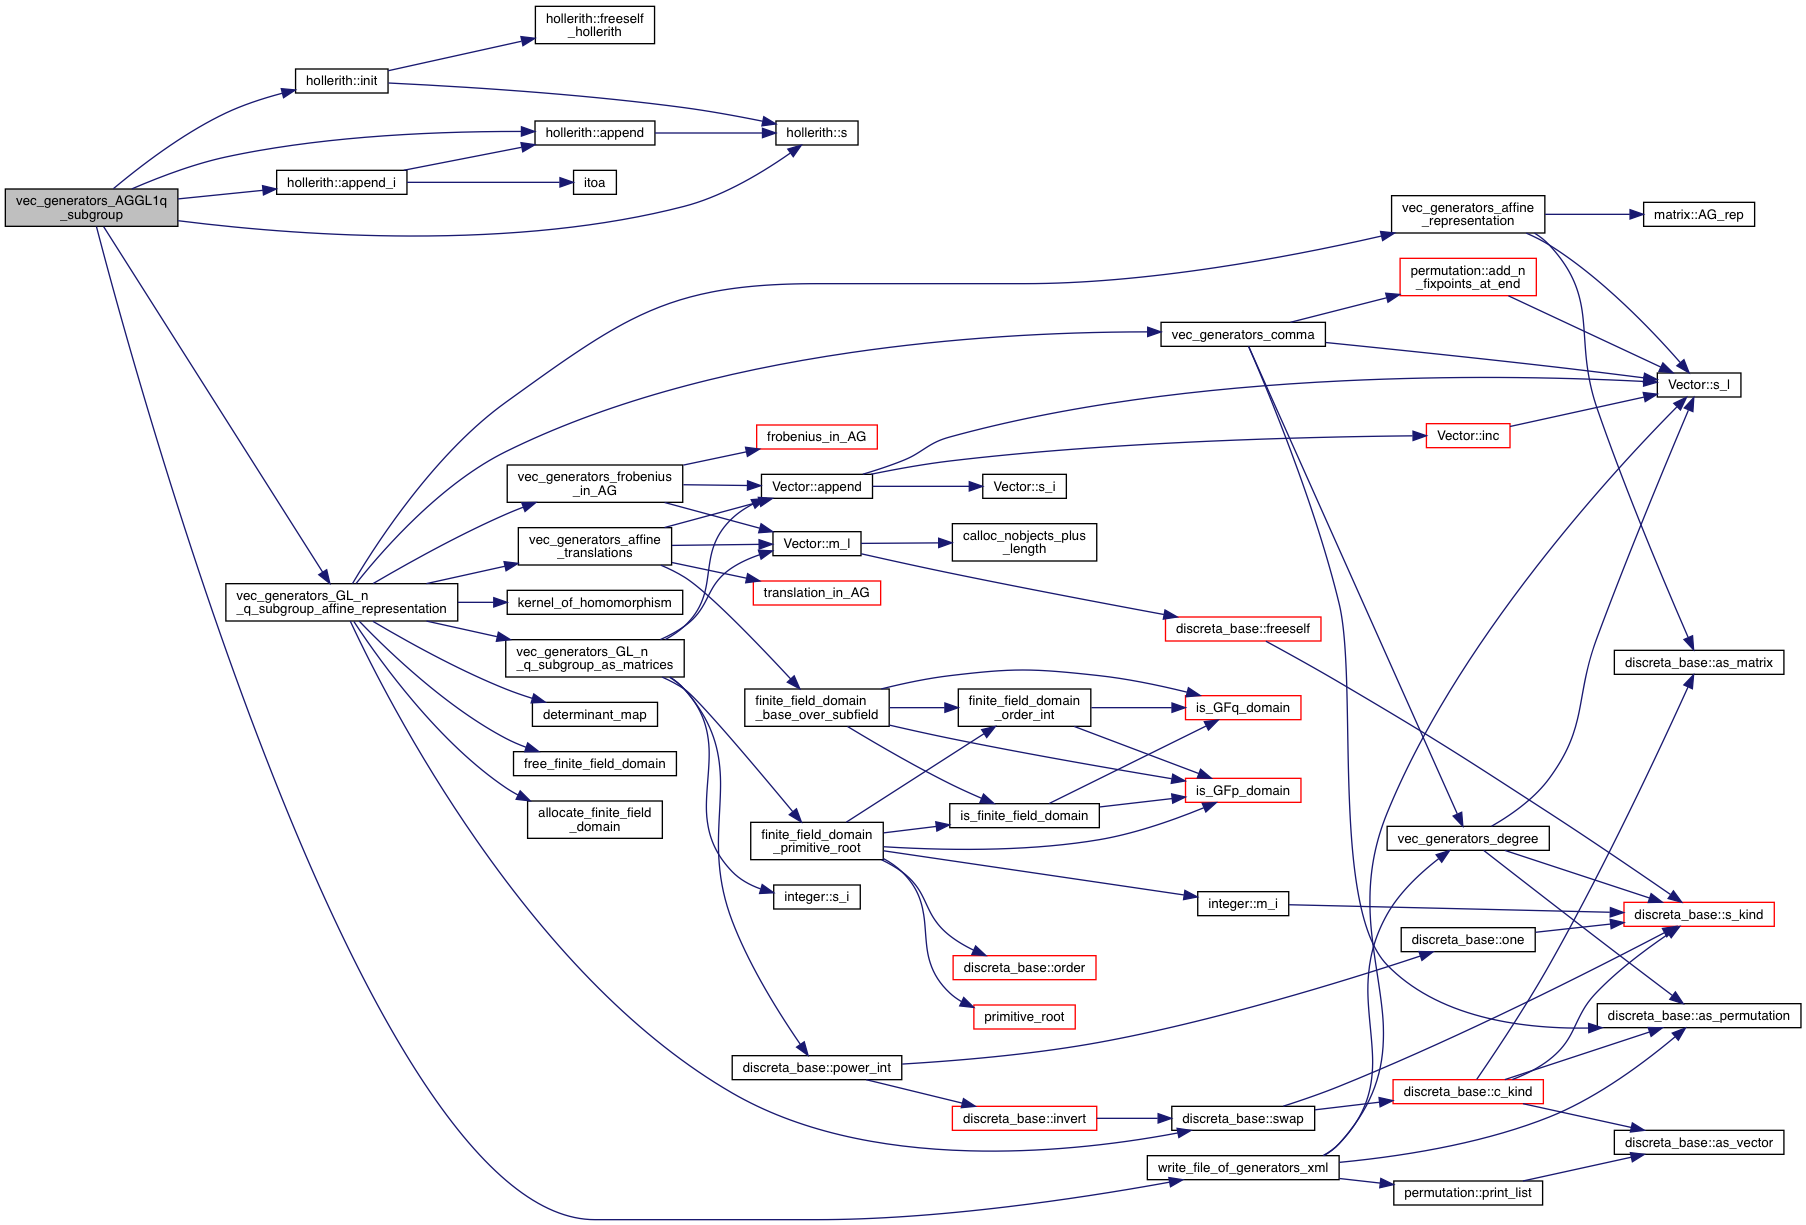 hollerith::freeself
_hollerith
hollerith::init
hollerith::append
hollerith::s
hollerith::append_i
itoa
vec_generators_AGGL1q
_subgroup
vec_generators_affine
_representation
matrix::AG_rep
permutation::add_n
_fixpoints_at_end
vec_generators_comma
Vector::s_l
frobenius_in_AG
Vector::inc
vec_generators_frobenius
_in_AG
Vector::append
Vector::s_i
vec_generators_affine
_translations
Vector::m_l
calloc_nobjects_plus
_length
translation_in_AG
vec_generators_GL_n
_q_subgroup_affine_representation
kernel_of_homomorphism
discreta_base::freeself
vec_generators_GL_n
_q_subgroup_as_matrices
discreta_base::as_matrix
finite_field_domain
_base_over_subfield
finite_field_domain
_order_int
is_GFq_domain
determinant_map
free_finite_field_domain
is_GFp_domain
allocate_finite_field
_domain
is_finite_field_domain
finite_field_domain
_primitive_root
vec_generators_degree
integer::s_i
integer::m_i
discreta_base::s_kind
discreta_base::one
discreta_base::order
primitive_root
discreta_base::as_permutation
discreta_base::power_int
discreta_base::c_kind
discreta_base::invert
discreta_base::swap
discreta_base::as_vector
write_file_of_generators_xml
permutation::print_list